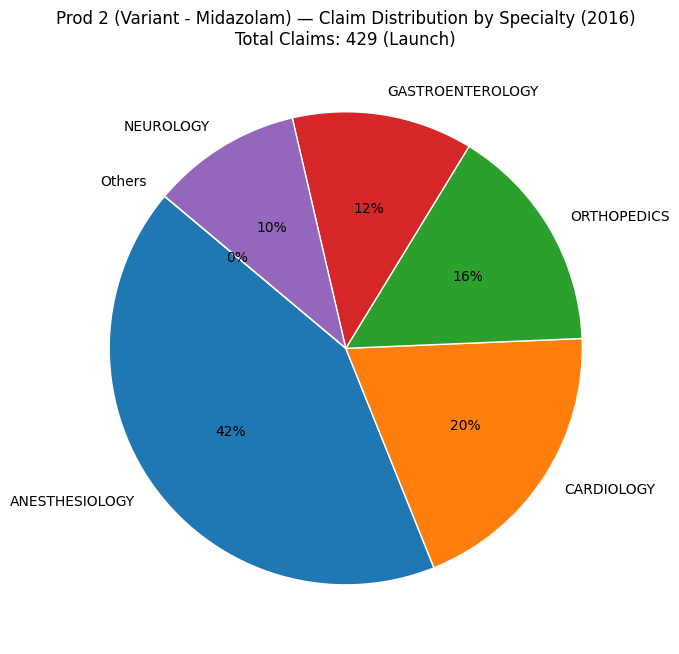 Prod 2 (Variant - Midazolam) — Claim Distribution by Specialty (2016)
Total Claims: 429 (Launch)
GASTROENTEROLOGY
NEUROLOGY
Others
12%
ORTHOPEDICS
10%
0%
16%
20%
42%
CARDIOLOGY
ANESTHESIOLOGY